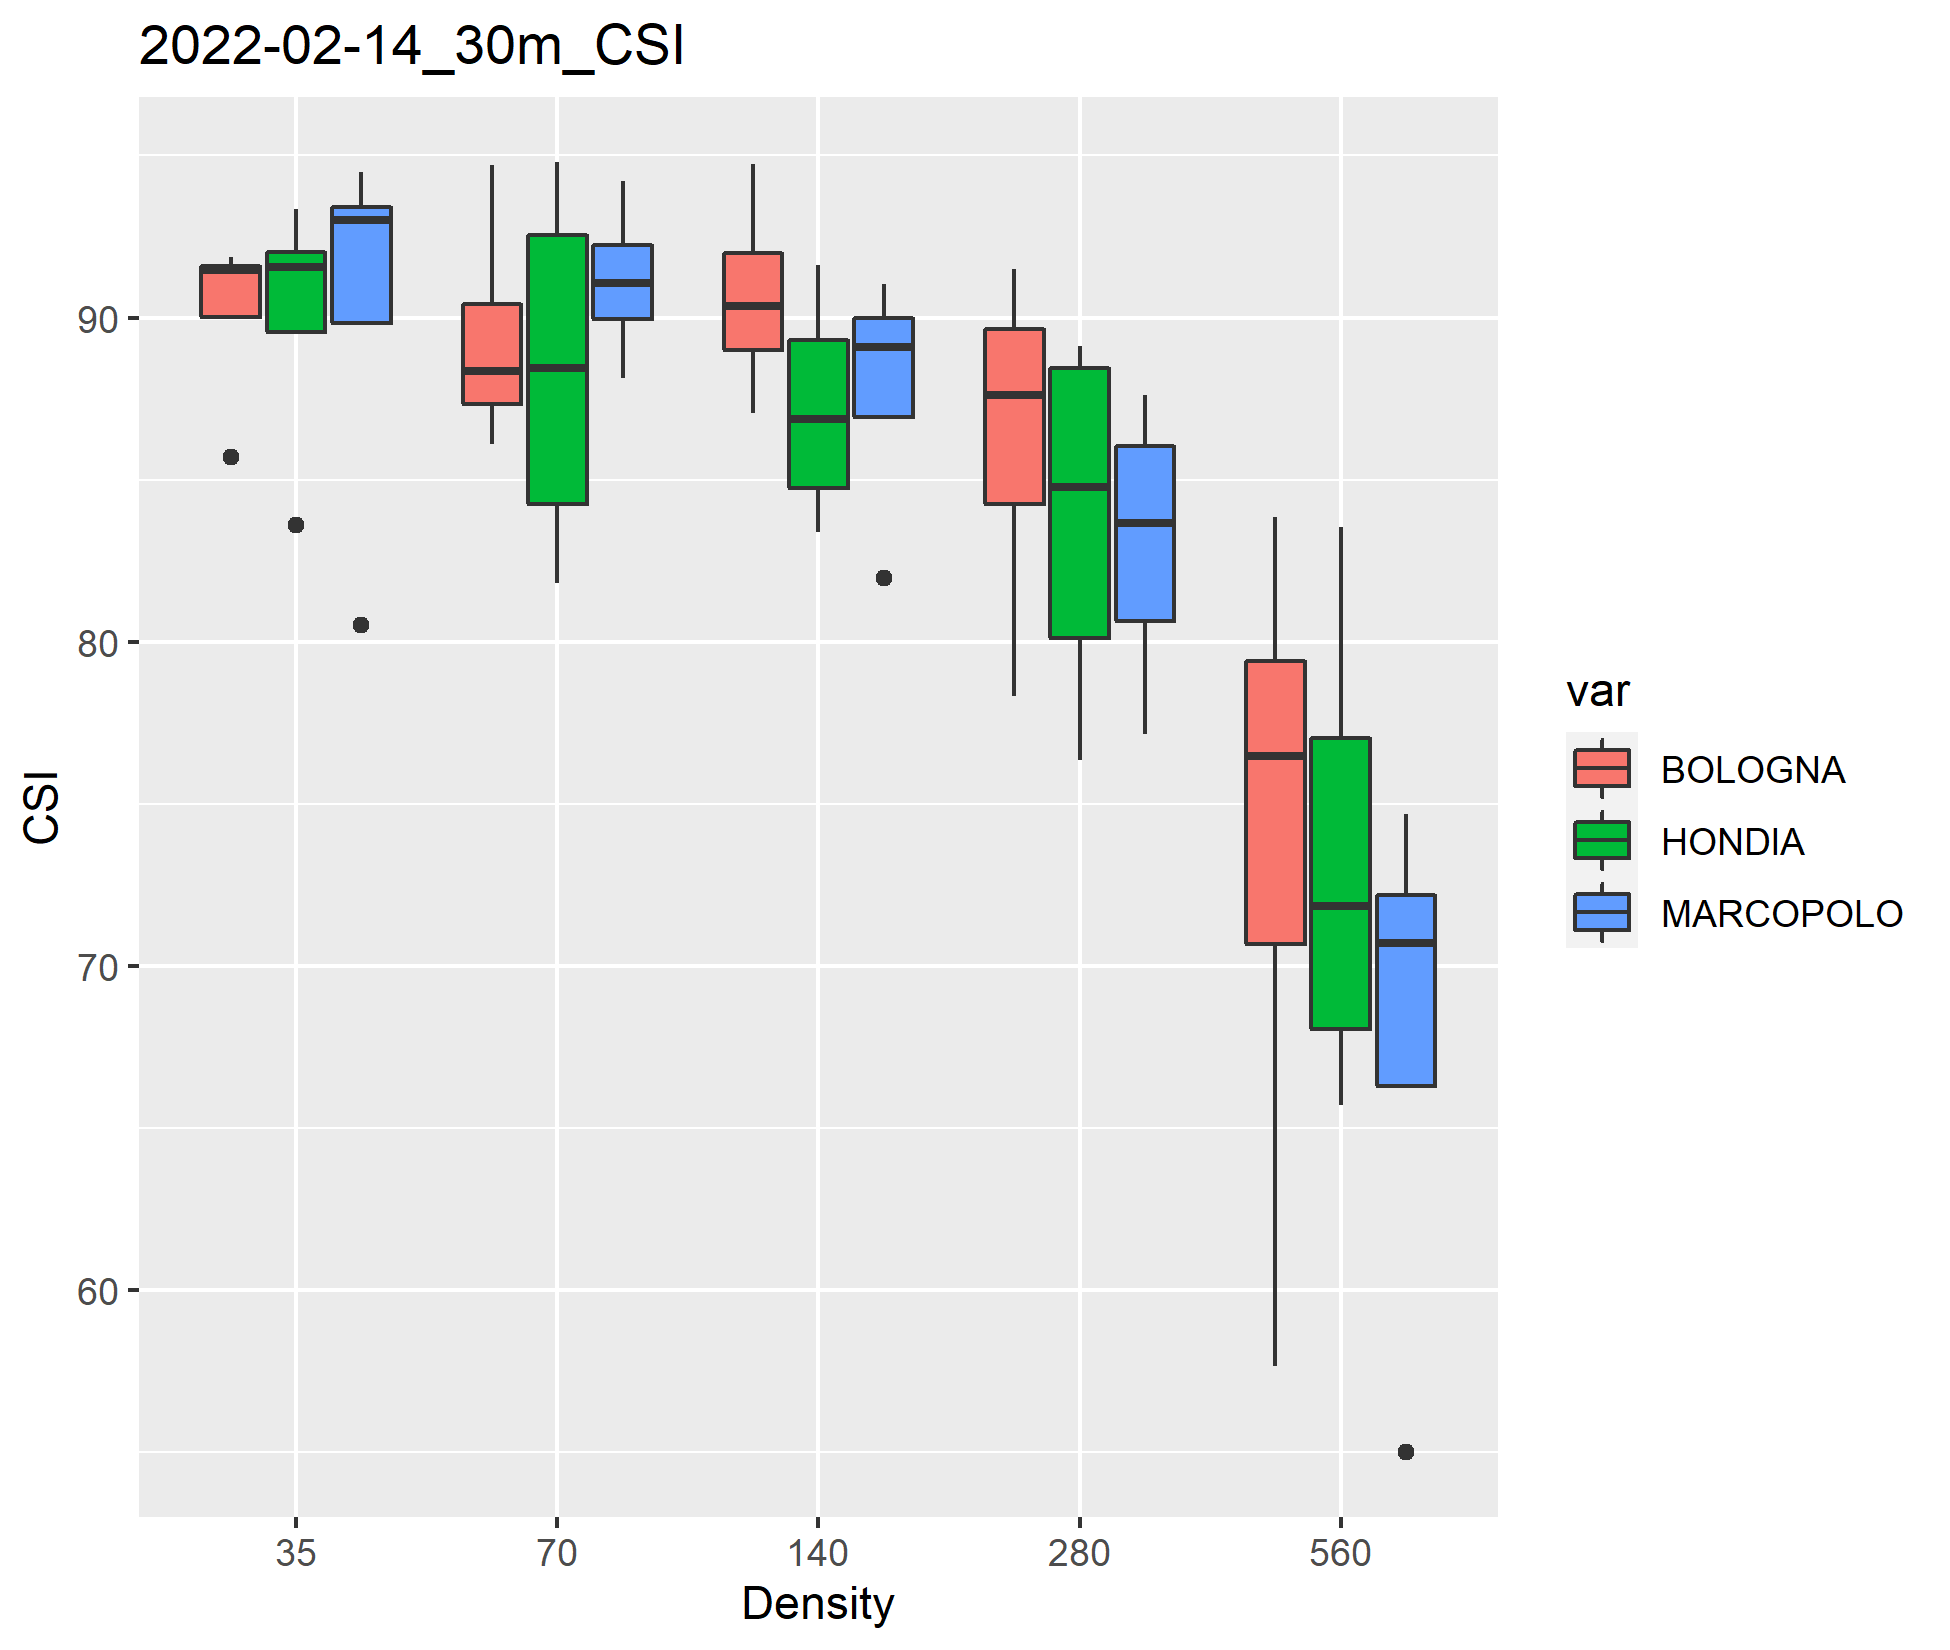 2022-02-14_30m_CSI
CSI
90
80
70
60
35 70 140 280 560
Density
var
BOLOGNA
HONDIA
MARCOPOLO